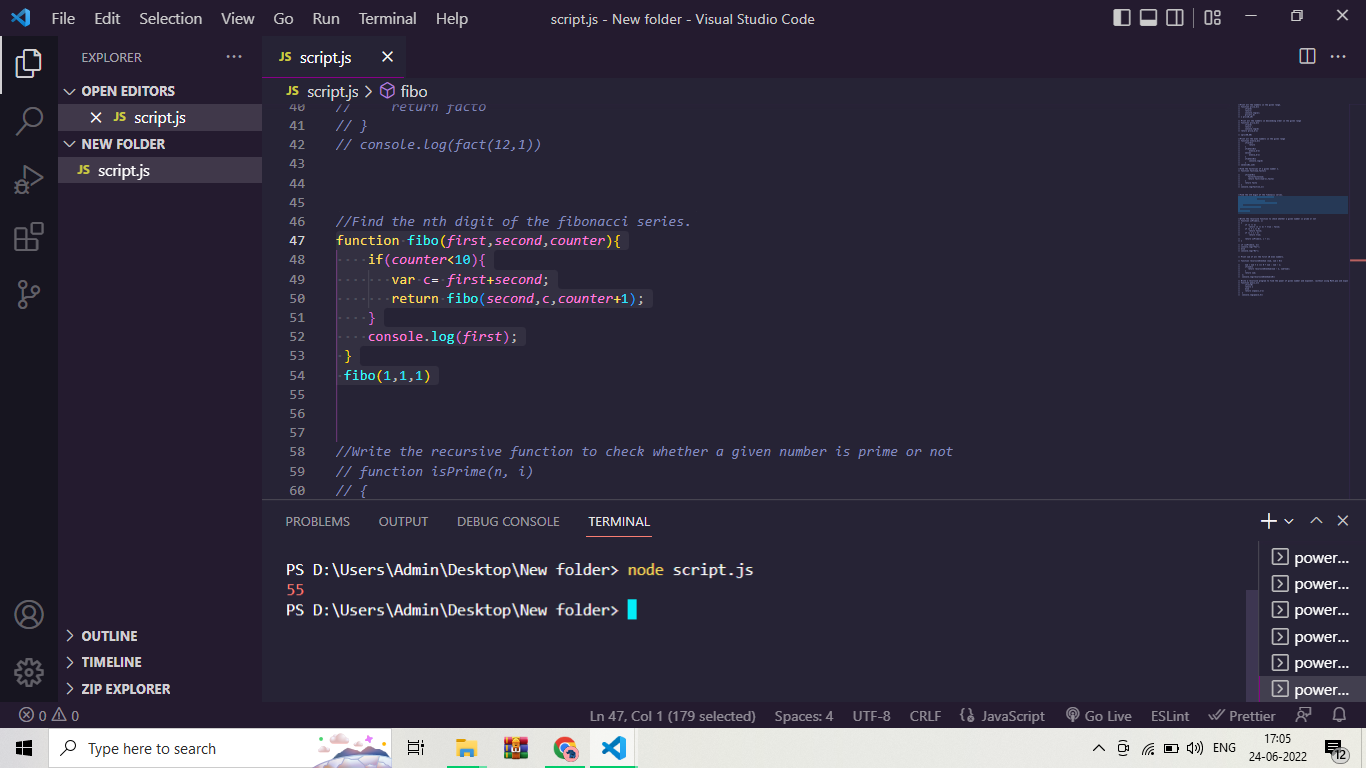 File Edit Selection View Go Run Terminal Help
script.js - New folder - Visual Studio Code
EXPLORER
OPEN EDITORS
JS script.js
NEW FOLDER
JS script.js
OUTLINE
TIMELINE
ZIP EXPLORER
JS script.js
JS script.js > fibo
40 // return facto
41 // }
42 // console.log(fact(12,1))
43
44
45
46 //Find the nth digit of the fibonacci series.
47 function fibo(first,second,counter){
48 if(counter<10){
49 var c= first+second;
50 return fibo(second,c,counter+1);
51 }
52 console.log(first);
53 }
54 fibo(1,1,1)
55
56
57
58 //Write the recursive function to check whether a given number is prime or not
59 // function isPrime(n, i)
60 // {
PROBLEMS OUTPUT DEBUG CONSOLE TERMINAL
PS D:\Users\Admin\Desktop\New folder> node script.js
55
PS D:\Users\Admin\Desktop\New folder>
power...
power...
power...
power...
power...
power...
0 0 Ln 47, Col 1 (179 selected) Spaces: 4 UTF-8 CRLF {} JavaScript Go Live ESLint Prettier
Type here to search
ENG
17:05
24-06-2022
12